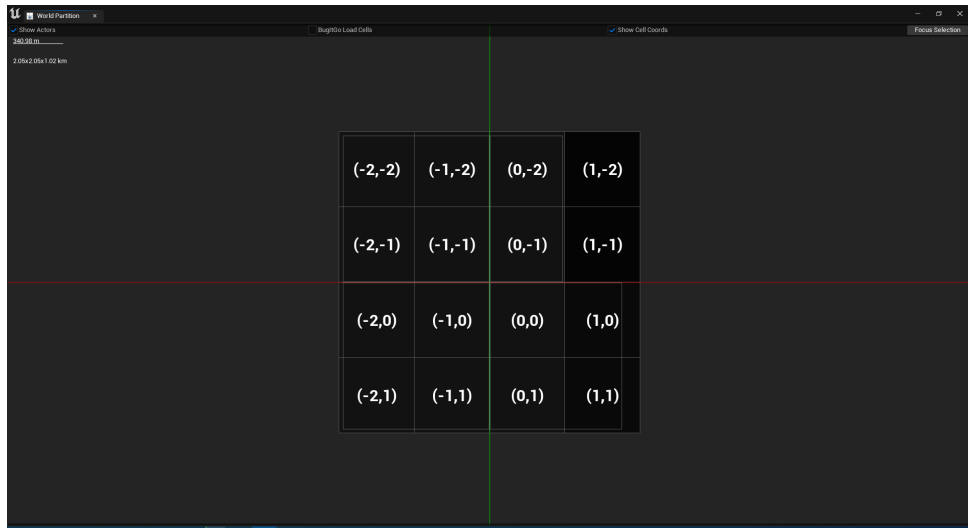 World Partition
Show Actors BugItGo Load Cells Show Cell Coords Focus Selection
340.98 m
2.05x2.05x1.02 km
(-2,-2) (-1,-2) (0,-2) (1,-2)
(-2,-1) (-1,-1) (0,-1) (1,-1)
(-2,0) (-1,0) (0,0) (1,0)
(-2,1) (-1,1) (0,1) (1,1)